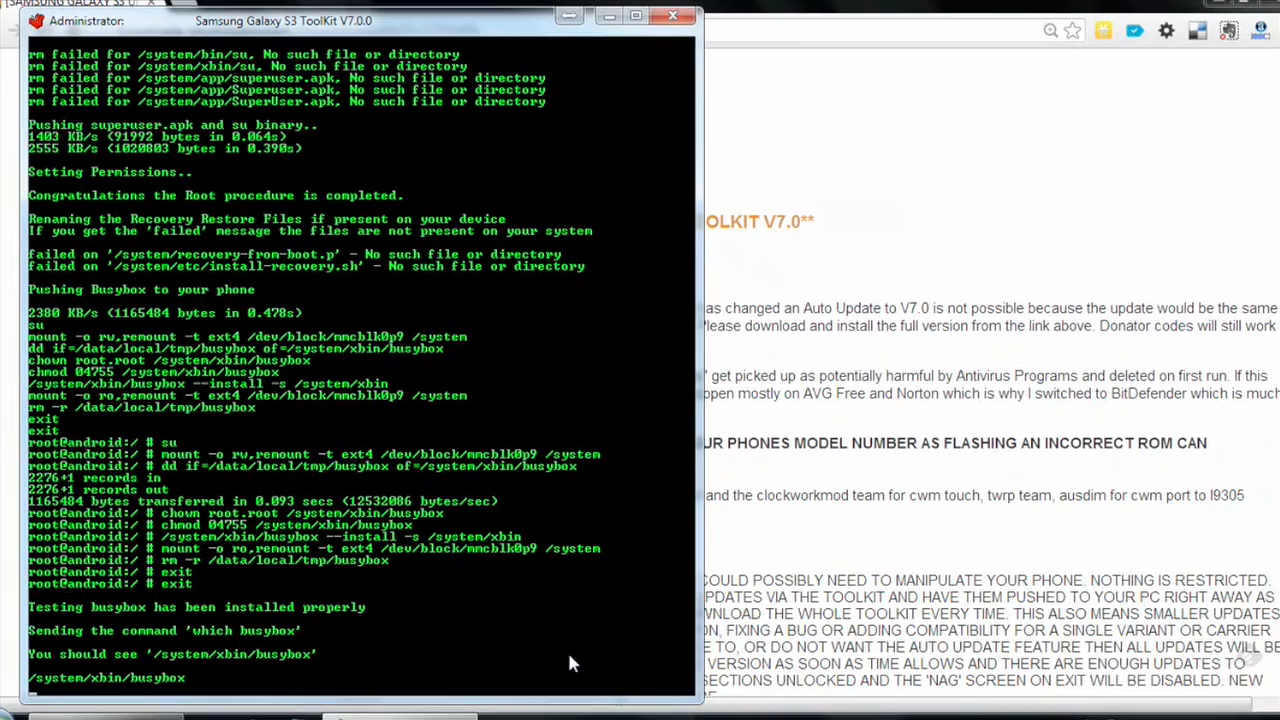 Administrator: Samsung Galaxy S3 ToolKit V7.0.0
rm failed for /system/bin/su, No such file or directory
rm failed for /system/xbin/su, No such file or directory
rm failed for /system/app/superuser.apk, No such file or directory
rm failed for /system/app/Superuser.apk, No such file or directory
rm failed for /system/app/SuperUser.apk, No such file or directory
Pushing superuser.apk and su binary..
1403 KB/s (91992 bytes in 0.064s)
2555 KB/s (1020803 bytes in 0.390s)
Setting Permissions..
Congratulations the Root procedure is completed.
Renaming the Recovery Restore Files if present on your device
If you get the 'failed' message the files are not present on your system
failed on '/system/recovery-from-boot.p' - No such file or directory
failed on '/system/etc/install-recovery.sh' - No such file or directory
Pushing Busybox to your phone
2380 KB/s (1165484 bytes in 0.478s)
su
mount -o rw,remount -t ext4 /dev/block/mmcblk0p9 /system
dd if=/data/local/tmp/busybox of=/system/xbin/busybox
chown root.root /system/xbin/busybox
chmod 04755 /system/xbin/busybox
/system/xbin/busybox --install -s /system/xbin
mount -o ro,remount -t ext4 /dev/block/mmcblk0p9 /system
rm -r /data/local/tmp/busybox
exit
exit
root@android:/ # su
root@android:/ # mount -o rw,remount -t ext4 /dev/block/mmcblk0p9 /system
root@android:/ # dd if=/data/local/tmp/busybox of=/system/xbin/busybox
2276+1 records in
2276+1 records out
1165484 bytes transferred in 0.093 secs (12532086 bytes/sec)
root@android:/ # chown root.root /system/xbin/busybox
root@android:/ # chmod 04755 /system/xbin/busybox
root@android:/ # /system/xbin/busybox --install -s /system/xbin
root@android:/ # mount -o ro,remount -t ext4 /dev/block/mmcblk0p9 /system
root@android:/ # rm -r /data/local/tmp/busybox
root@android:/ # exit
root@android:/ # exit
Testing busybox has been installed properly
Sending the command 'which busybox'
You should see '/system/xbin/busybox'
/system/xbin/busybox
OLKIT V7.0**
as changed an Auto Update to V7.0 is not possible because the update would be the same
Please download and install the full version from the link above. Donator codes will still work
' get picked up as potentially harmful by Antivirus Programs and deleted on first run. If this
open mostly on AVG Free and Norton which is why I switched to BitDefender which is much
UR PHONES MODEL NUMBER AS FLASHING AN INCORRECT ROM CAN
and the clockworkmod team for cwm touch, twrp team, ausdim for cwm port to I9305
COULD POSSIBLY NEED TO MANIPULATE YOUR PHONE. NOTHING IS RESTRICTED.
PDATES VIA THE TOOLKIT AND HAVE THEM PUSHED TO YOUR PC RIGHT AWAY AS
WNLOAD THE WHOLE TOOLKIT EVERY TIME. THIS ALSO MEANS SMALLER UPDATES
ON, FIXING A BUG OR ADDING COMPATIBILITY FOR A SINGLE VARIANT OR CARRIER
, OR DO NOT WANT THE AUTO UPDATE FEATURE THEN ALL UPDATES WILL BE
VERSION AS SOON AS TIME ALLOWS AND THERE ARE ENOUGH UPDATES TO
SECTIONS UNLOCKED AND THE 'NAG' SCREEN ON EXIT WILL BE DISABLED. NEW